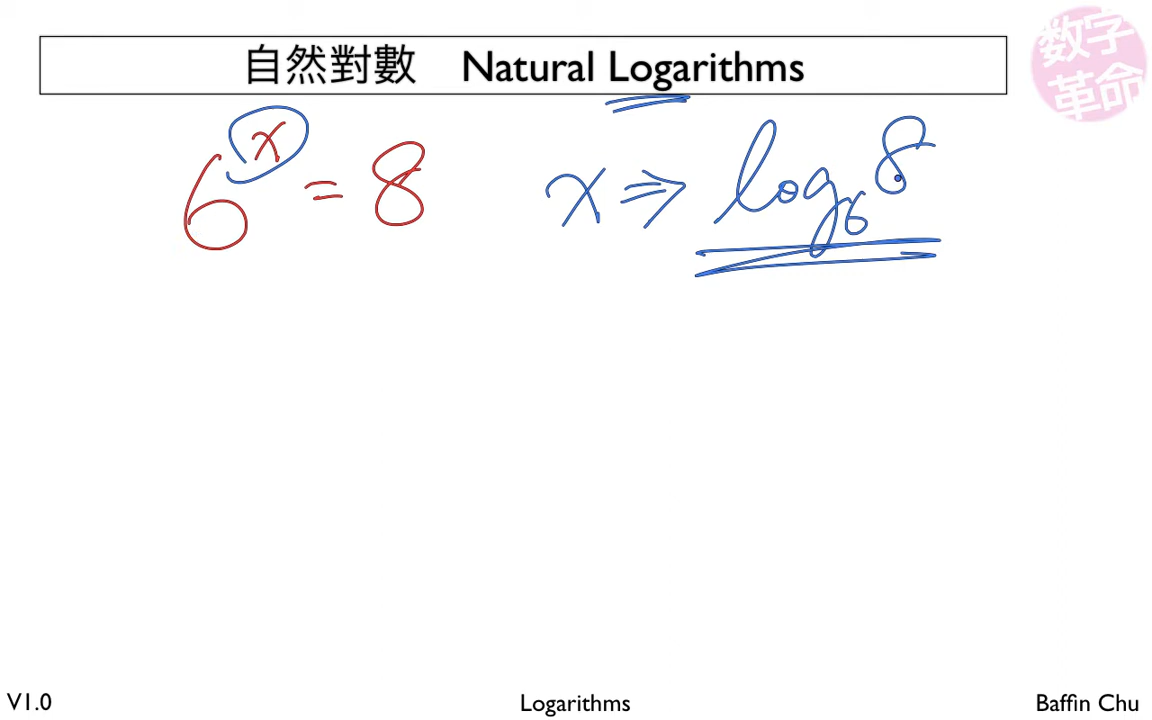 自然對數 Natural Logarithms
数字
革命
6^x = 8 x ⇒ log₆8
V1.0 Logarithms Baffin Chu